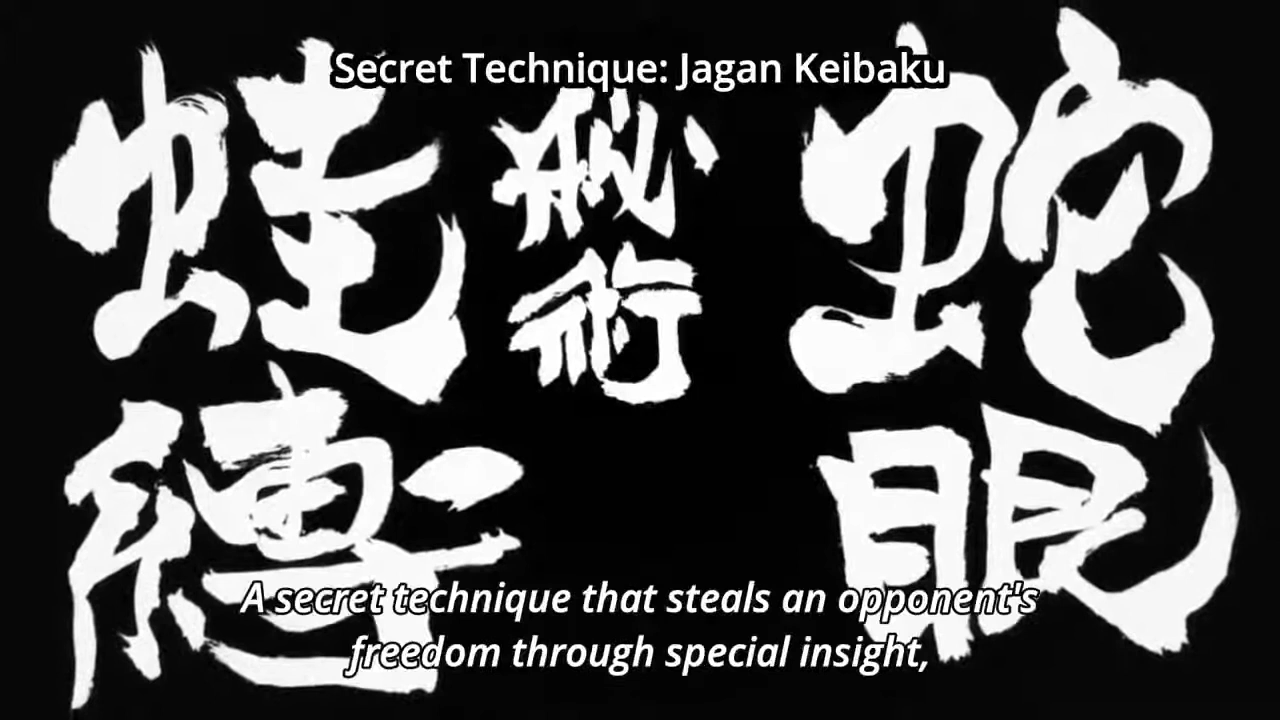 Secret Technique: Jagan Keibaku
蛇眼
秘術
蛙縛
A secret technique that steals an opponent's
freedom through special insight,